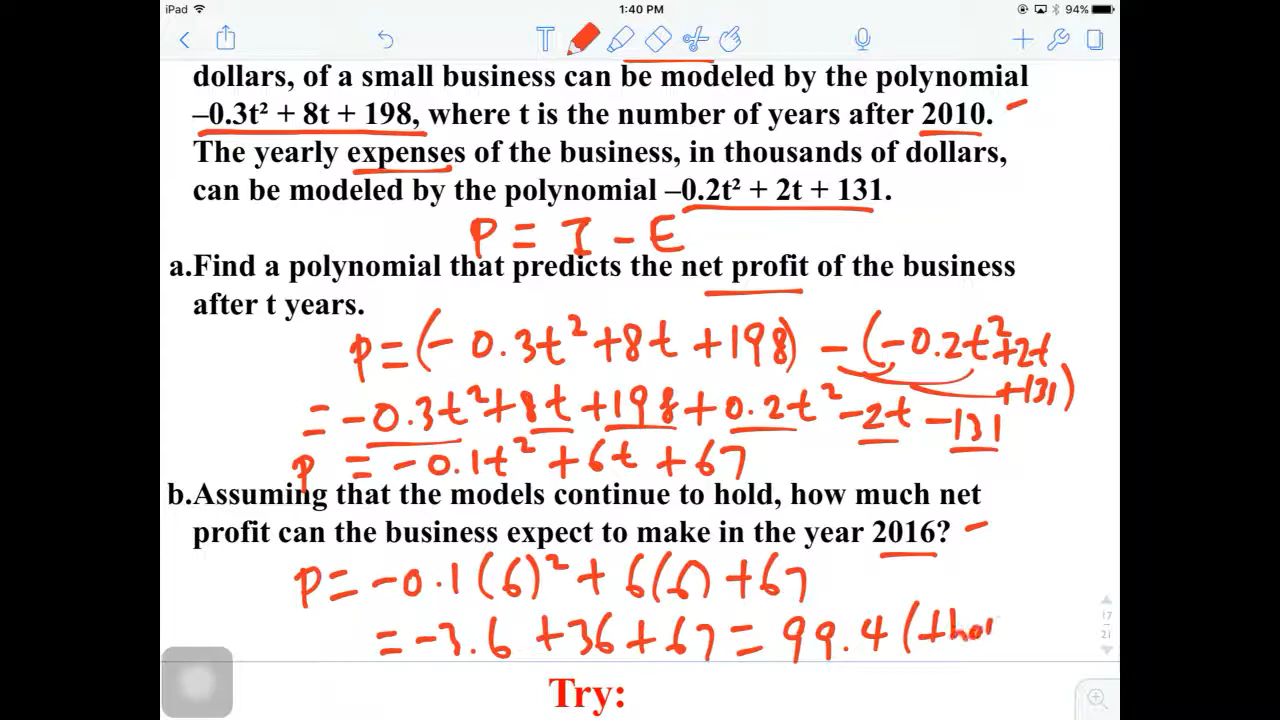 iPad 1:40 PM 94%
T
dollars, of a small business can be modeled by the polynomial
–0.3t² + 8t + 198, where t is the number of years after 2010.
The yearly expenses of the business, in thousands of dollars,
can be modeled by the polynomial –0.2t² + 2t + 131.
P = I - E
a.Find a polynomial that predicts the net profit of the business
after t years.
P = (- 0.3t² + 8t + 198) - (-0.2t² + 2t
+131)
= -0.3t² + 8t + 198 + 0.2t² - 2t - 131
P = -0.1t² + 6t + 67
b.Assuming that the models continue to hold, how much net
profit can the business expect to make in the year 2016?
P = -0.1(6)² + 6(6) + 67
= -3.6 + 36 + 67 = 99.4 (thou
17
21
Try: